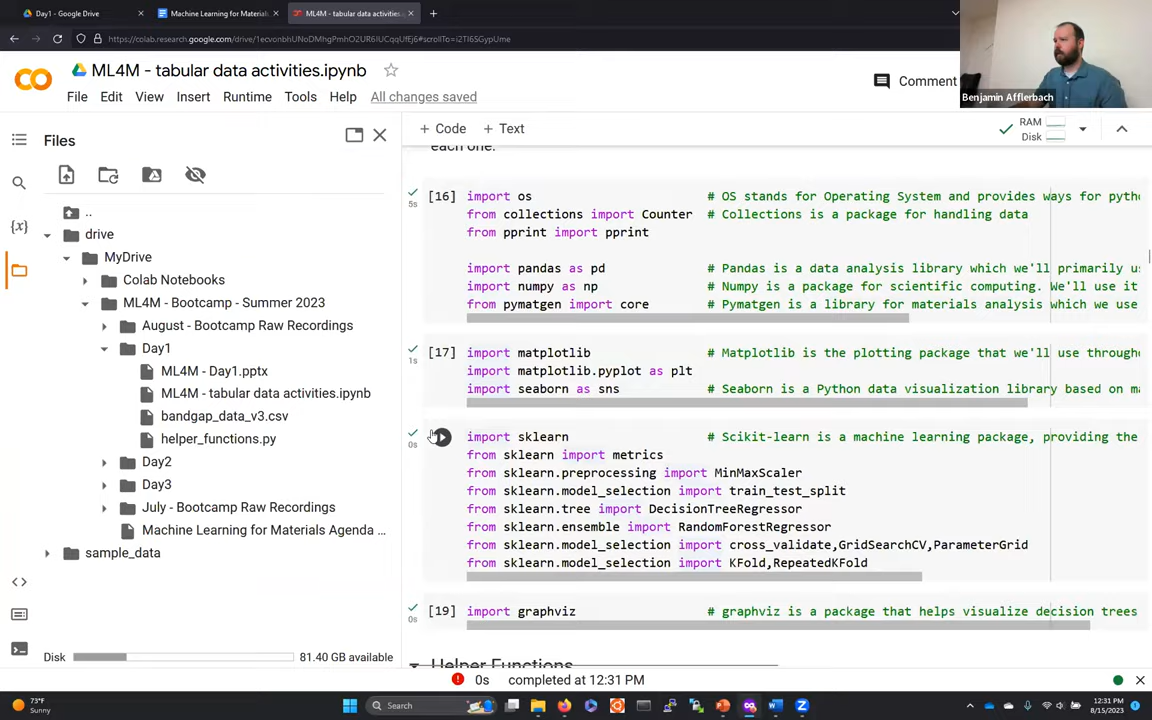 Day1 - Google Drive
Machine Learning for Materials
ML4M - tabular data activities.
ML4M - tabular data activities.ipynb
File Edit View Insert Runtime Tools Help All changes saved
Comment
Benjamin Afflerbach
Files
+ Code + Text
RAM
Disk
each one.
..
drive
MyDrive
Colab Notebooks
ML4M - Bootcamp - Summer 2023
August - Bootcamp Raw Recordings
Day1
ML4M - Day1.pptx
ML4M - tabular data activities.ipynb
bandgap_data_v3.csv
helper_functions.py
Day2
Day3
July - Bootcamp Raw Recordings
Machine Learning for Materials Agenda ...
sample_data
Disk 81.40 GB available
[16] import os # OS stands for Operating System and provides ways for pytho
5s
from collections import Counter # Collections is a package for handling data
from pprint import pprint
import pandas as pd # Pandas is a data analysis library which we'll primarily us
import numpy as np # Numpy is a package for scientific computing. We'll use it
from pymatgen import core # Pymatgen is a library for materials analysis which we use
[17] import matplotlib # Matplotlib is the plotting package that we'll use througho
1s
import matplotlib.pyplot as plt
import seaborn as sns # Seaborn is a Python data visualization library based on ma
import sklearn # Scikit-learn is a machine learning package, providing the
0s
from sklearn import metrics
from sklearn.preprocessing import MinMaxScaler
from sklearn.model_selection import train_test_split
from sklearn.tree import DecisionTreeRegressor
from sklearn.ensemble import RandomForestRegressor
from sklearn.model_selection import cross_validate,GridSearchCV,ParameterGrid
from sklearn.model_selection import KFold,RepeatedKFold
[19] import graphviz # graphviz is a package that helps visualize decision trees
0s
Helper Functions
0s completed at 12:31 PM
73°F
Sunny
Search
12:31 PM
8/15/2023